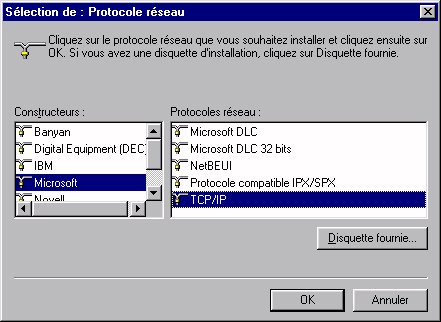 Sélection de : Protocole réseau
Cliquez sur le protocole réseau que vous souhaitez installer et cliquez ensuite sur
OK. Si vous avez une disquette d'installation, cliquez sur Disquette fournie.
Constructeurs :
Banyan
Digital Equipment (DEC)
IBM
Microsoft
Novell
Protocoles réseau :
Microsoft DLC
Microsoft DLC 32 bits
NetBEUI
Protocole compatible IPX/SPX
TCP/IP
Disquette fournie...
OK
Annuler